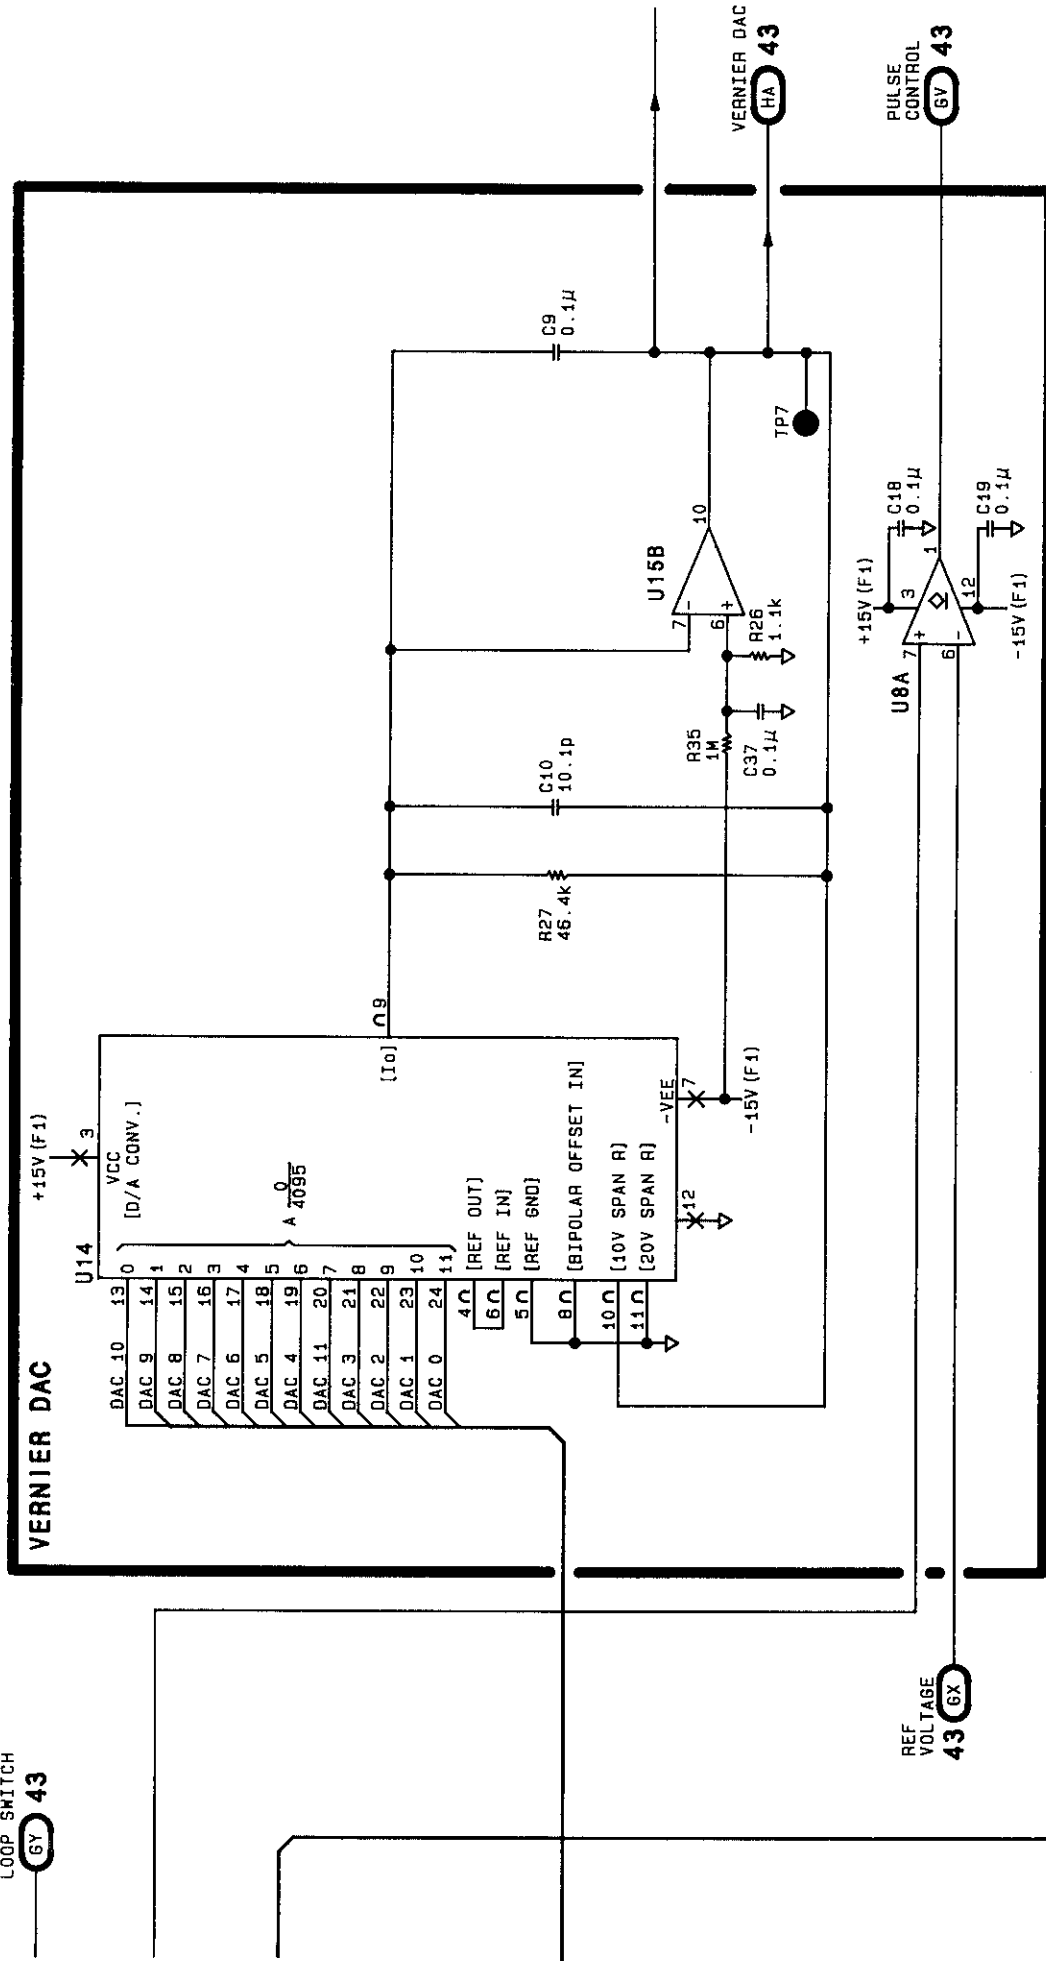 LOOP SWITCH
GY 43
VERNIER DAC
+15V (F1)
3
U14
VCC
[D/A CONV.]
DAC 10 13 0
DAC 9 14 1
DAC 8 15 2
DAC 7 16 3
DAC 6 17 4
DAC 5 18 5
DAC 4 19 6
DAC 11 20 7
DAC 3 21 8
DAC 2 22 9
DAC 1 23 10
DAC 0 24 11
A 0
4095
[Io]
9
4 [REF OUT]
6 [REF IN]
5 [REF GND]
8 [BIPOLAR OFFSET IN]
10 [10V SPAN R]
11 [20V SPAN R]
-VEE
7
12
-15V (F1)
R27
46.4k
C10
10.1p
C9
0.1µ
R35
1M
C37
0.1µ
R26
1.1k
U15B
7 -
6 +
10
TP7
VERNIER DAC
HA 43
PULSE
CONTROL
GV 43
+15V (F1)
C18
0.1µ
3
1
7 +
6 -
12
U8A
-15V (F1)
C19
0.1µ
REF
VOLTAGE
43 GX